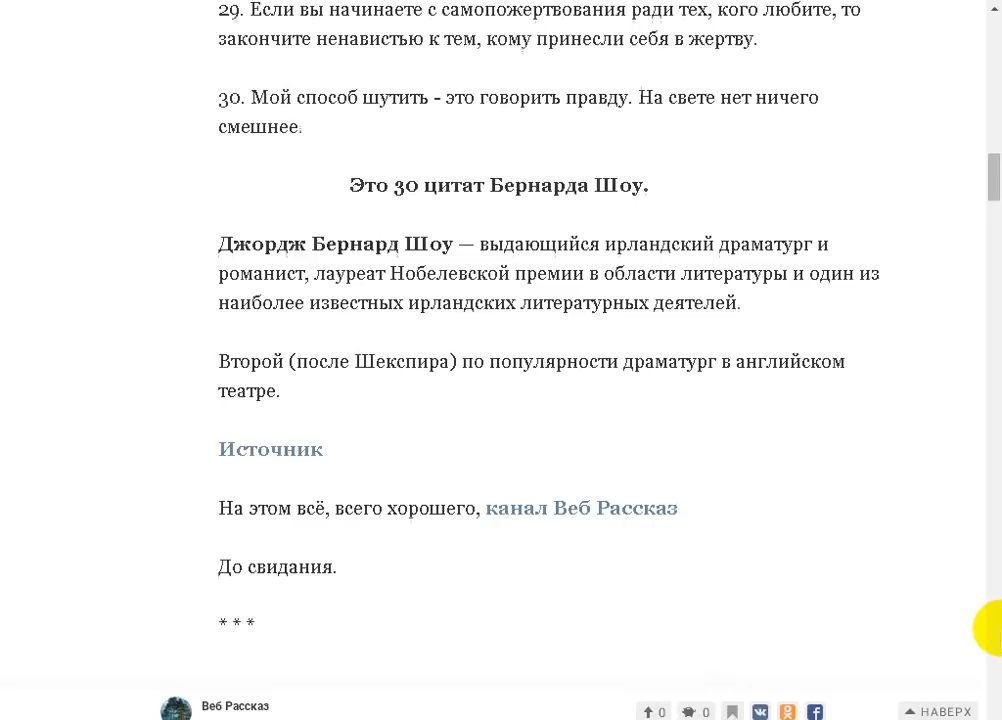 29. Если вы начинаете с самопожертвования ради тех, кого любите, то
закончите ненавистью к тем, кому принесли себя в жертву.
30. Мой способ шутить - это говорить правду. На свете нет ничего
смешнее.
Это 30 цитат Бернарда Шоу.
Джордж Бернард Шоу — выдающийся ирландский драматург и
романист, лауреат Нобелевской премии в области литературы и один из
наиболее известных ирландских литературных деятелей.
Второй (после Шекспира) по популярности драматург в английском
театре.
Источник
На этом всё, всего хорошего, канал Веб Рассказ
До свидания.
* * *
Веб Рассказ
0 0 НАВЕРХ